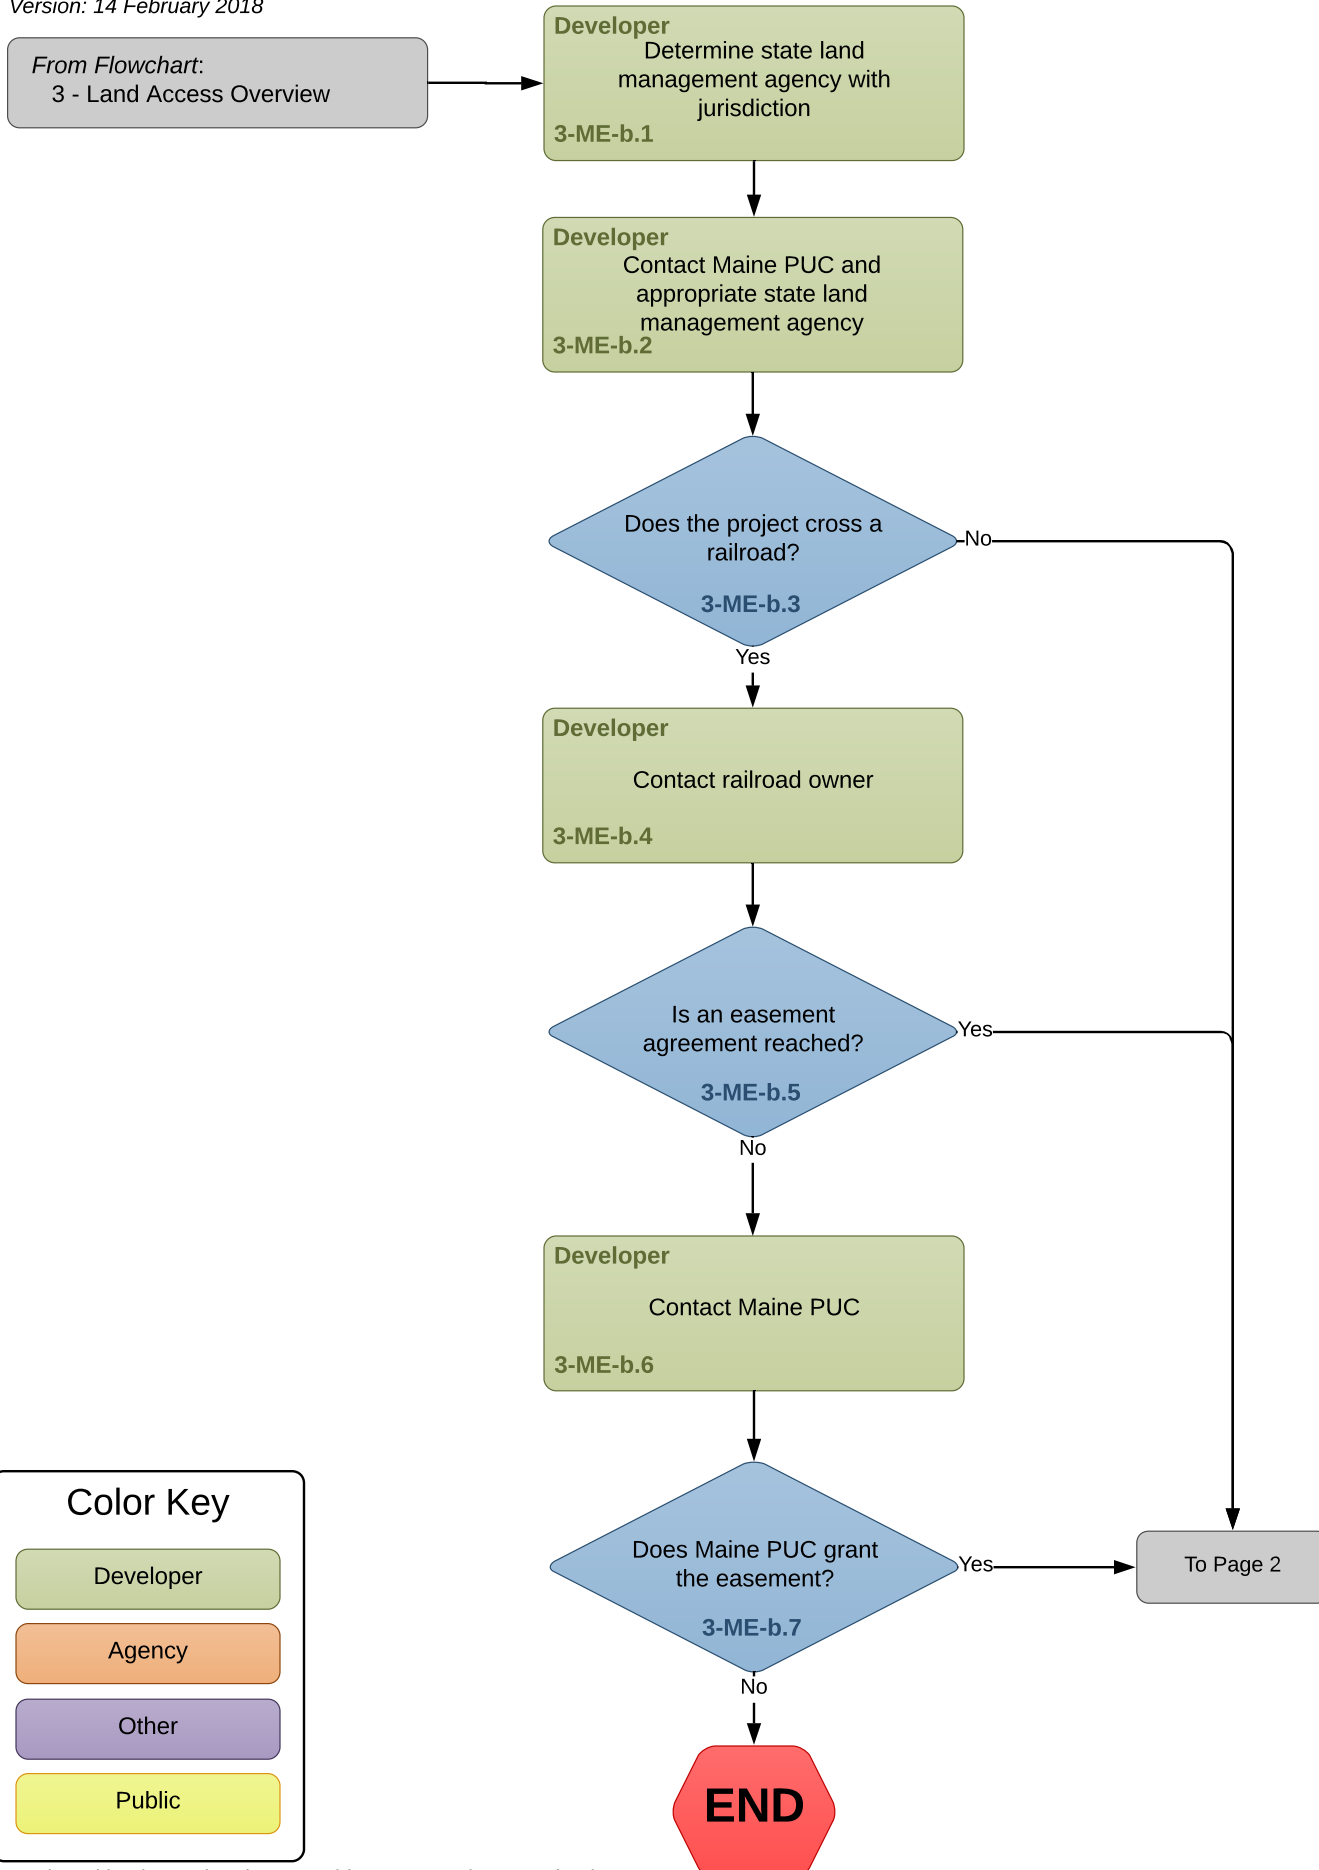 Version: 14 February 2018
From Flowchart:
3 - Land Access Overview
Developer
Determine state land
management agency with
jurisdiction
3-ME-b.1
Developer
Contact Maine PUC and
appropriate state land
management agency
3-ME-b.2
Does the project cross a
railroad?
3-ME-b.3
No
Yes
Developer
Contact railroad owner
3-ME-b.4
Is an easement
agreement reached?
3-ME-b.5
Yes
No
Developer
Contact Maine PUC
3-ME-b.6
Does Maine PUC grant
the easement?
3-ME-b.7
Yes
To Page 2
No
END
Color Key
Developer
Agency
Other
Public